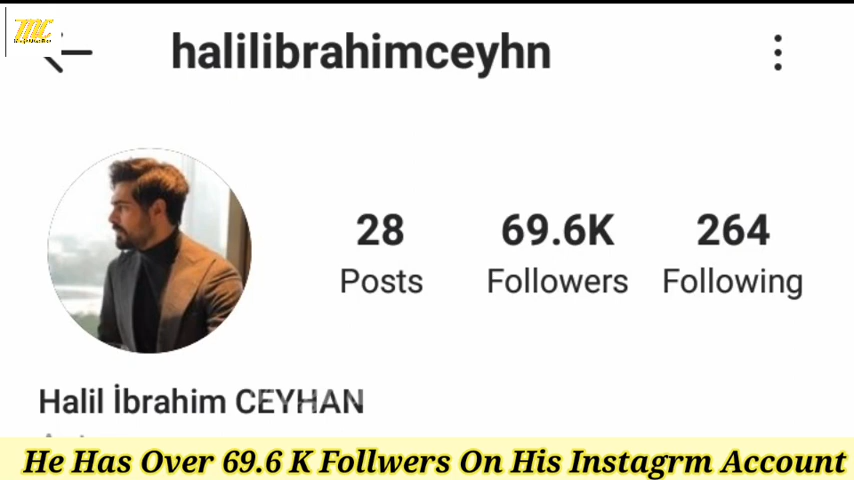 MC
halilibrahimceyhn
28 69.6K 264
Posts Followers Following
Halil İbrahim CEYHAN
He Has Over 69.6 K Follwers On His Instagrm Account